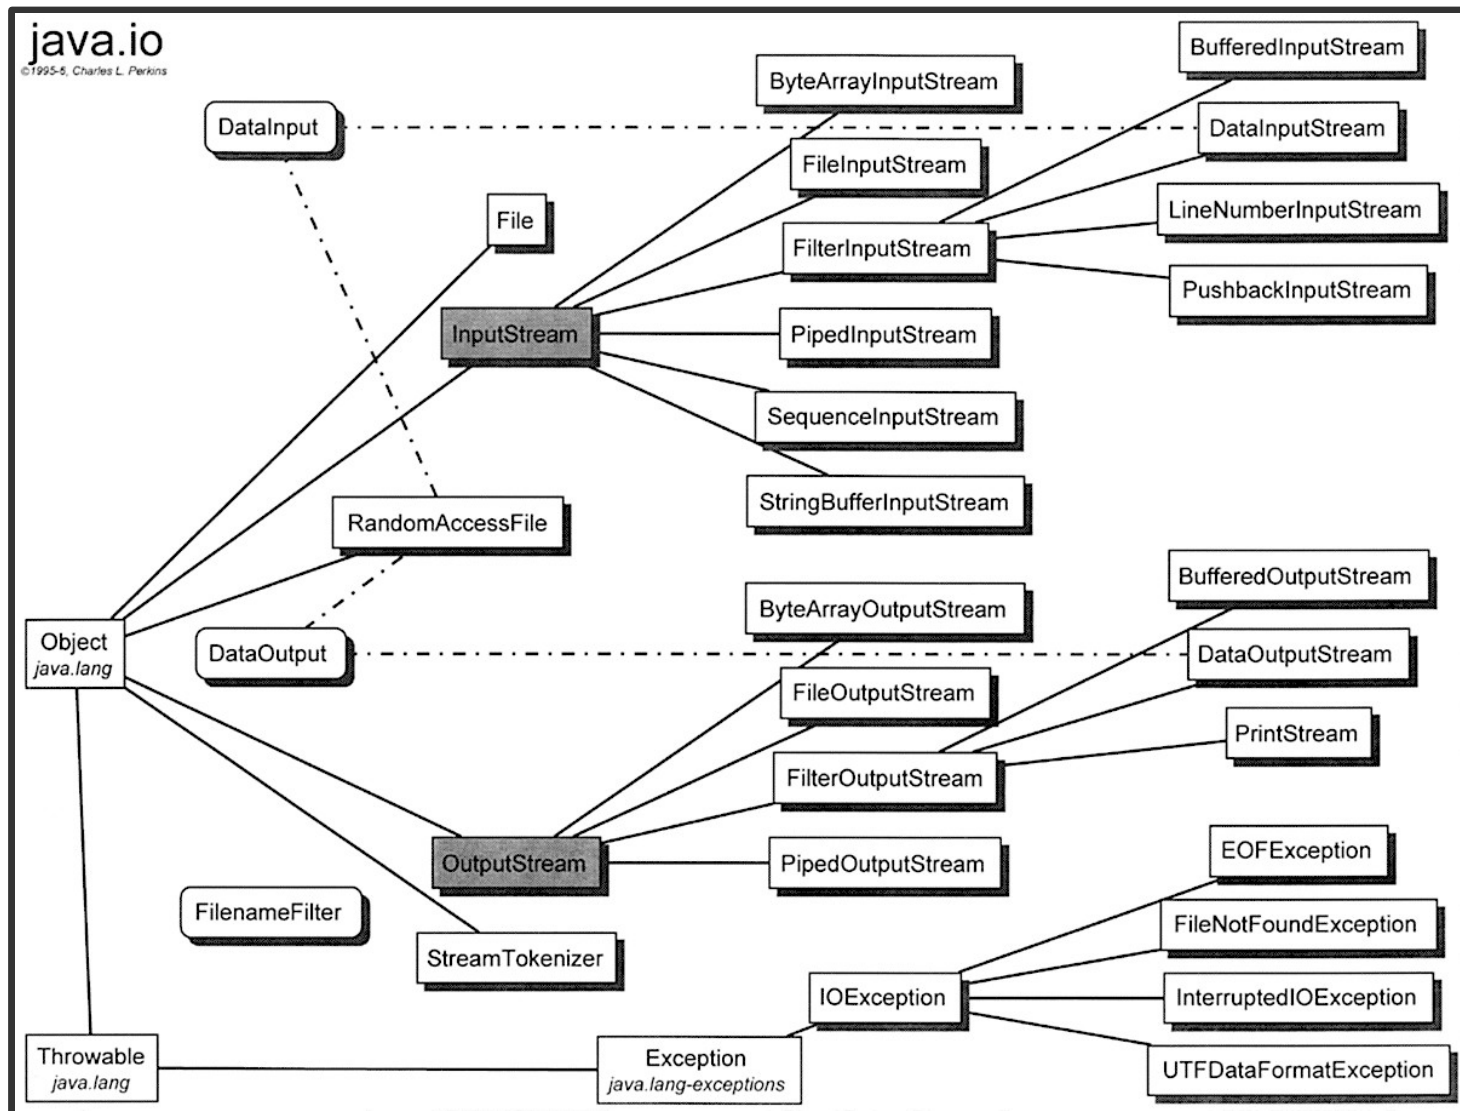 java.io
©1995-6, Charles L. Perkins
BufferedInputStream
ByteArrayInputStream
DataInput
DataInputStream
FileInputStream
File
LineNumberInputStream
FilterInputStream
PushbackInputStream
InputStream
PipedInputStream
SequenceInputStream
StringBufferInputStream
RandomAccessFile
BufferedOutputStream
ByteArrayOutputStream
Object
java.lang
DataOutput
DataOutputStream
FileOutputStream
PrintStream
FilterOutputStream
EOFException
OutputStream
PipedOutputStream
FilenameFilter
FileNotFoundException
StreamTokenizer
IOException
InterruptedIOException
Throwable
java.lang
Exception
java.lang-exceptions
UTFDataFormatException